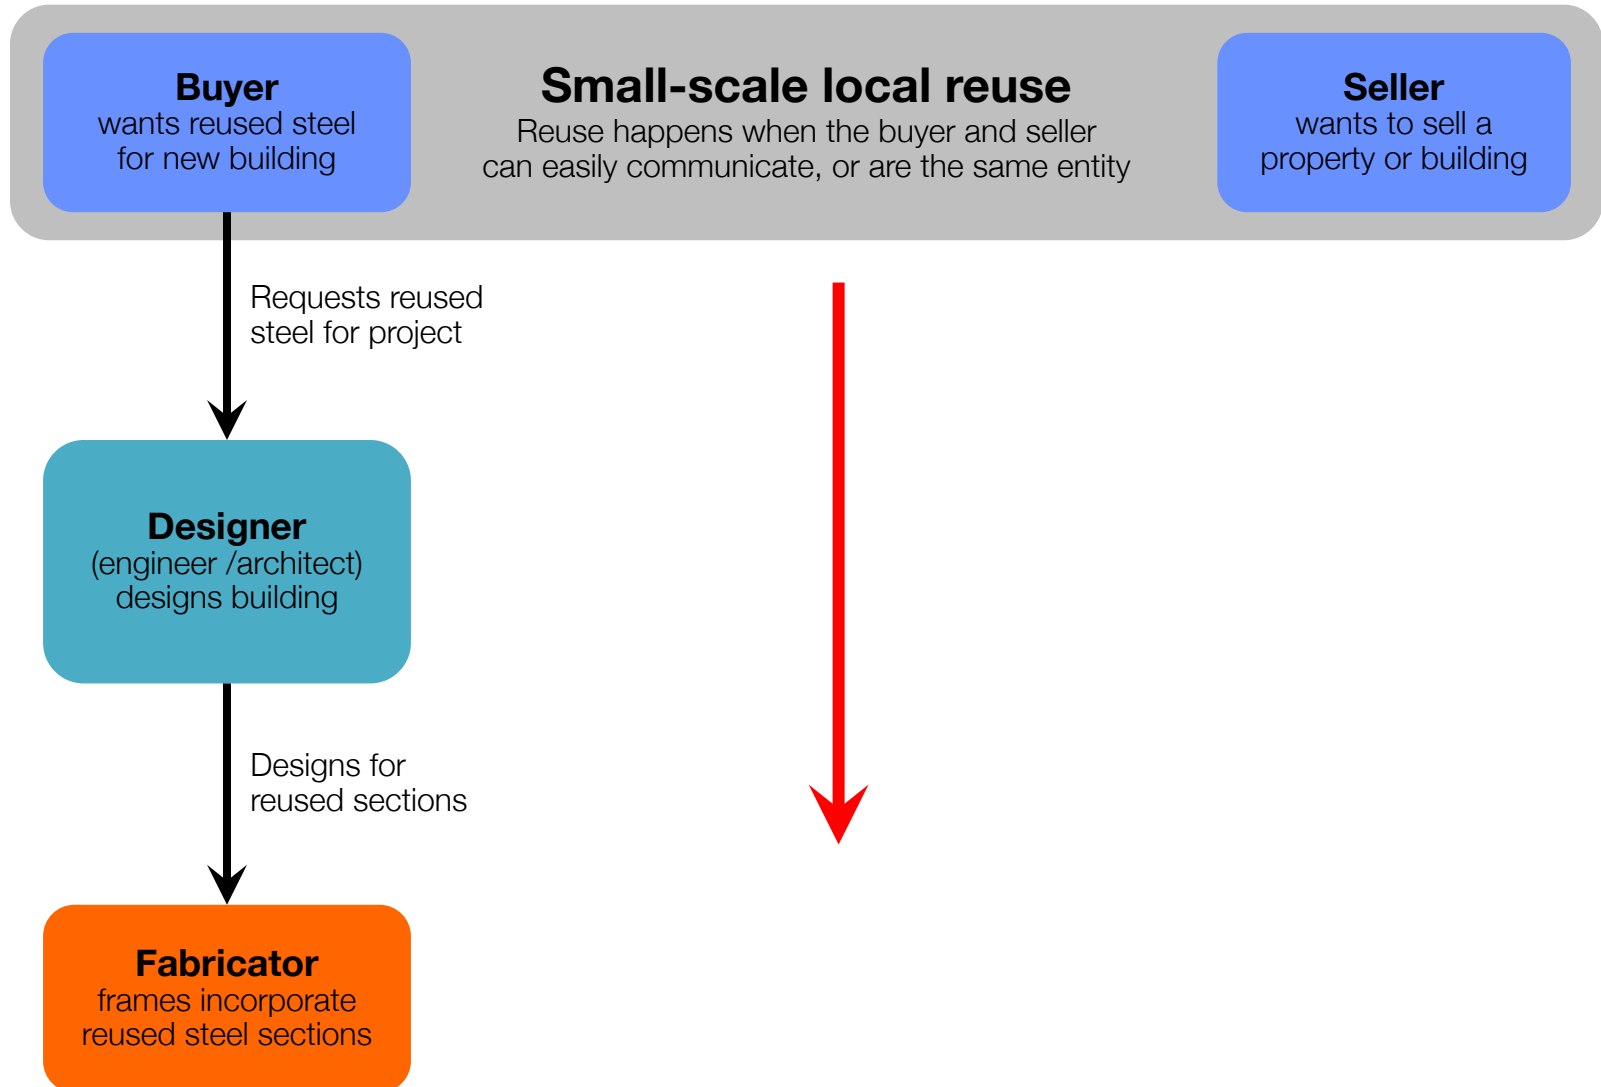 Buyer
wants reused steel
for new building
Small-scale local reuse
Reuse happens when the buyer and seller
can easily communicate, or are the same entity
Seller
wants to sell a
property or building
Requests reused
steel for project
Designer
(engineer /architect)
designs building
Designs for
reused sections
Fabricator
frames incorporate
reused steel sections